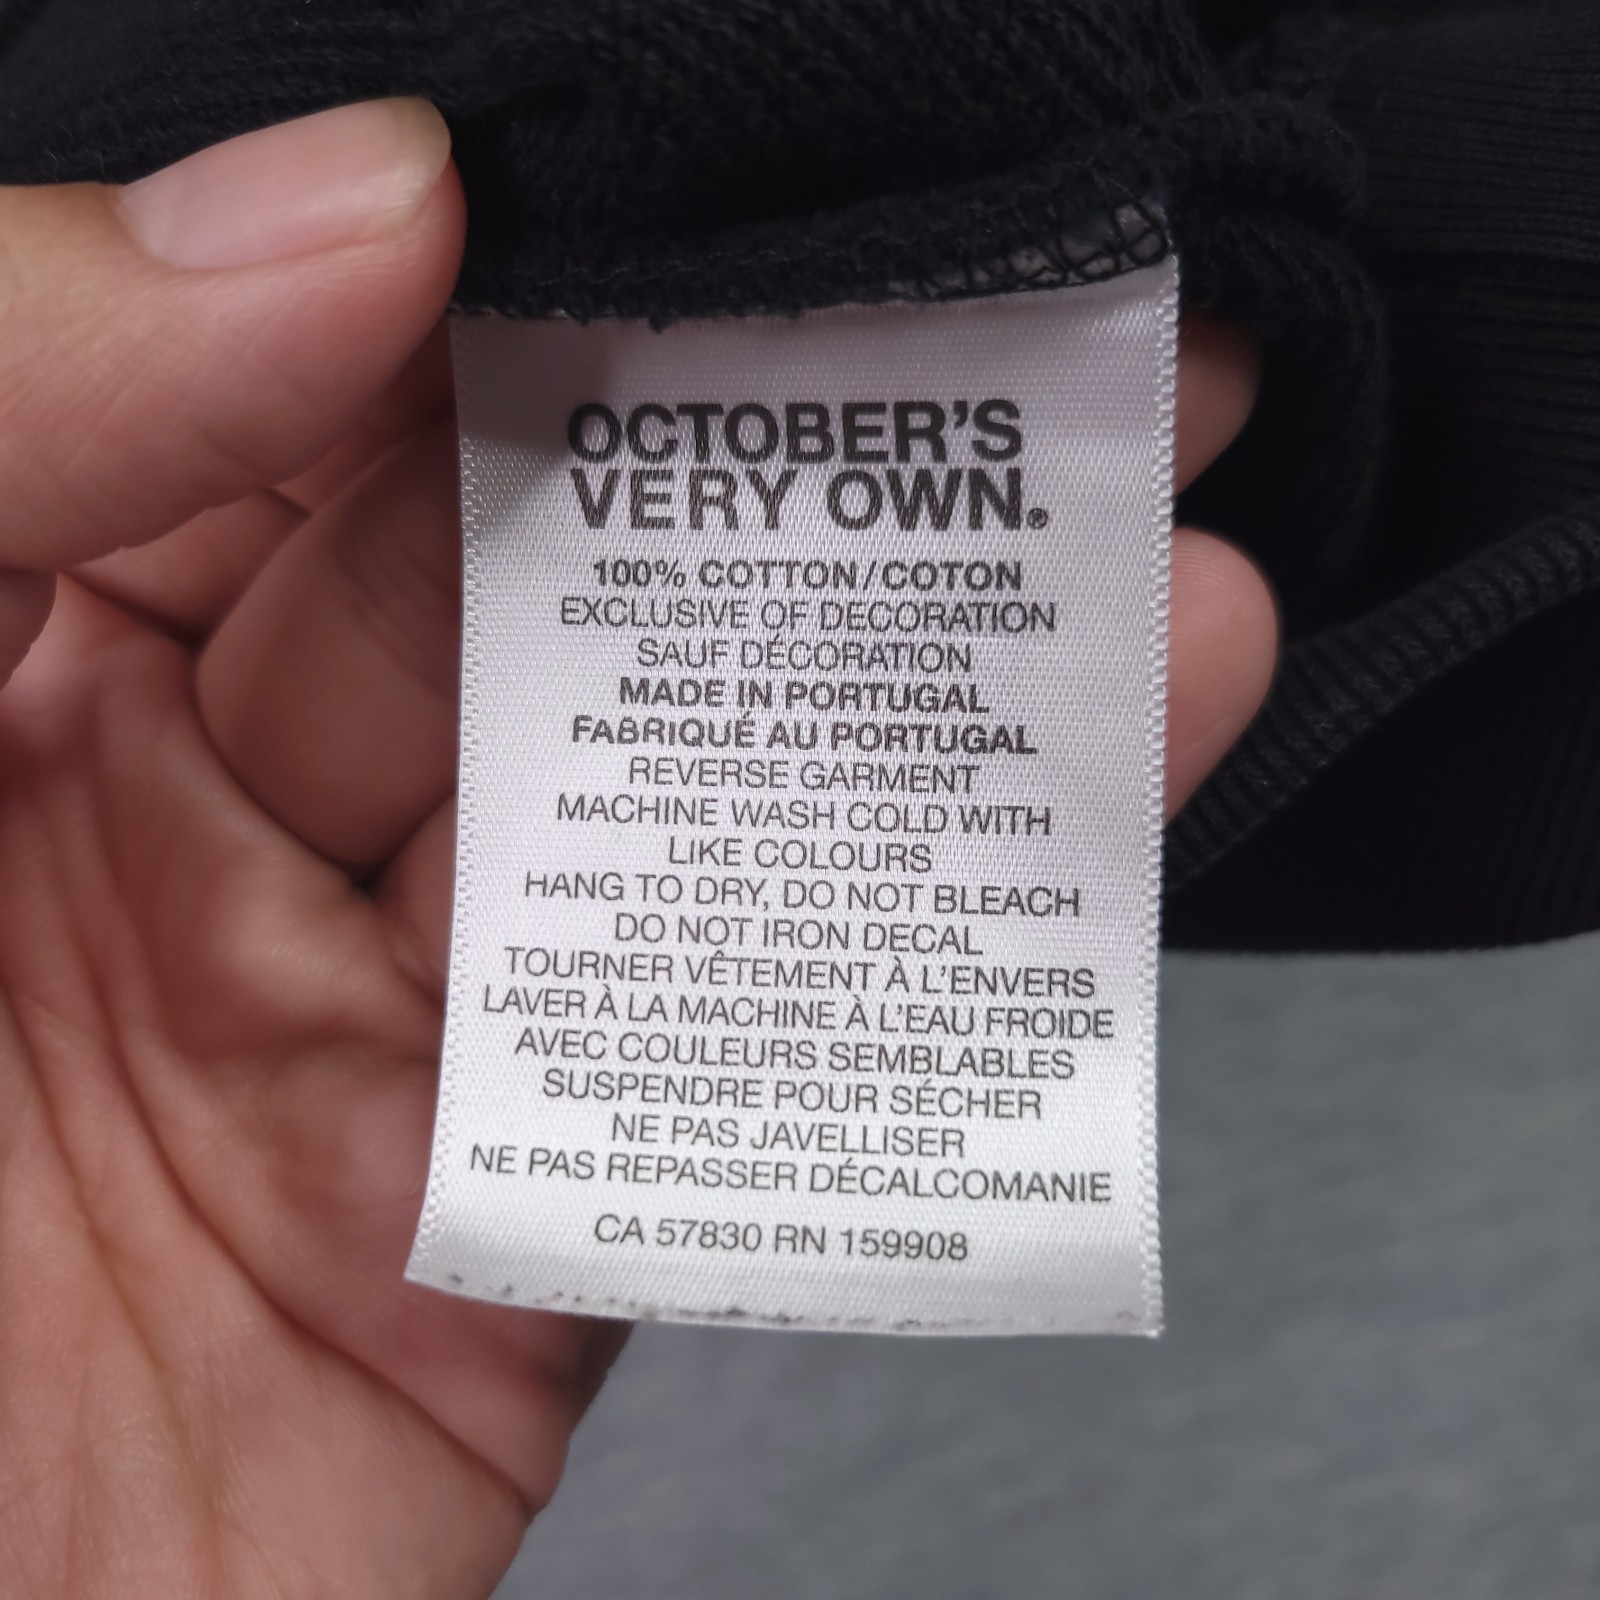 OCTOBER'S
VERY OWN.®
100% COTTON/COTON
EXCLUSIVE OF DECORATION
SAUF DÉCORATION
MADE IN PORTUGAL
FABRIQUÉ AU PORTUGAL
REVERSE GARMENT
MACHINE WASH COLD WITH
LIKE COLOURS
HANG TO DRY, DO NOT BLEACH
DO NOT IRON DECAL
TOURNER VÊTEMENT À L'ENVERS
LAVER À LA MACHINE À L'EAU FROIDE
AVEC COULEURS SEMBLABLES
SUSPENDRE POUR SÉCHER
NE PAS JAVELLISER
NE PAS REPASSER DÉCALCOMANIE
CA 57830 RN 159908